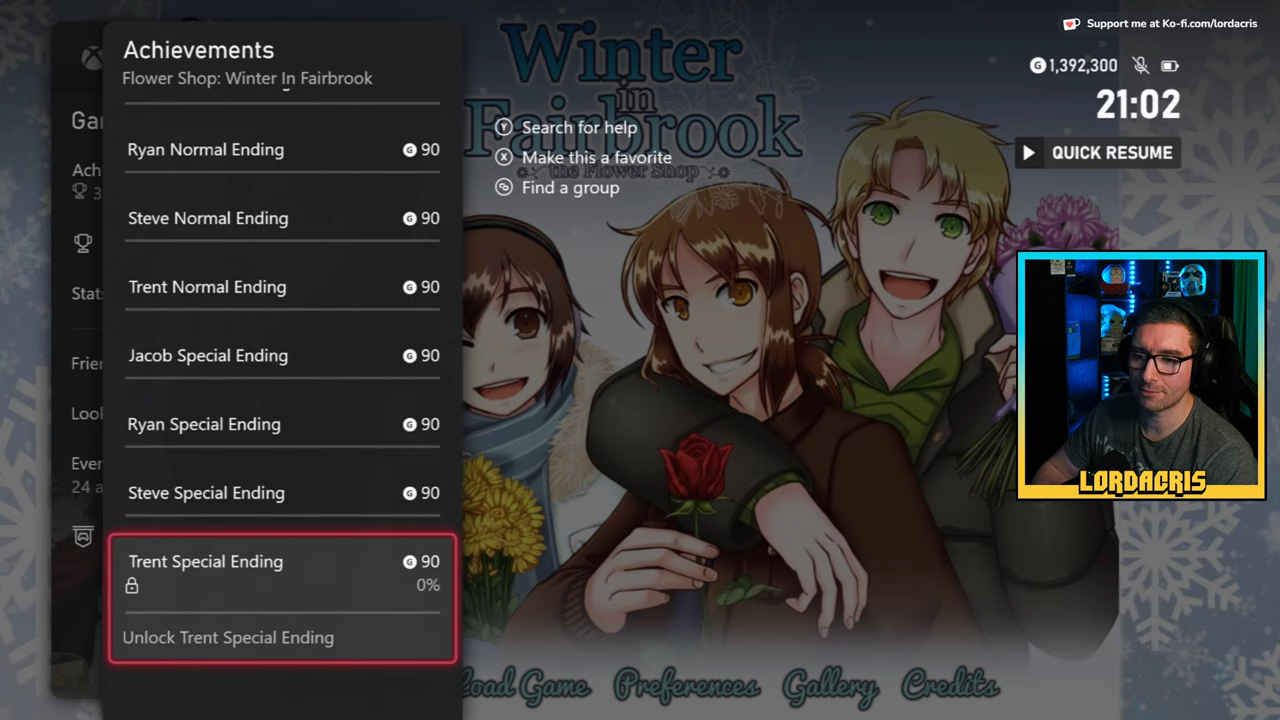 Support me at Ko-fi.com/lordacris
Achievements
Flower Shop: Winter In Fairbrook
Ryan Normal Ending
G 90
Steve Normal Ending
G 90
Trent Normal Ending
G 90
Jacob Special Ending
G 90
Ryan Special Ending
G 90
Steve Special Ending
G 90
Trent Special Ending
G 90
0%
Unlock Trent Special Ending
Y Search for help
X Make this a favorite
Find a group
Winter
in
Fairbrook
the Flower Shop
G 1,392,300
21:02
QUICK RESUME
LORDACRIS
Load Game
Preferences
Gallery
Credits
Stats